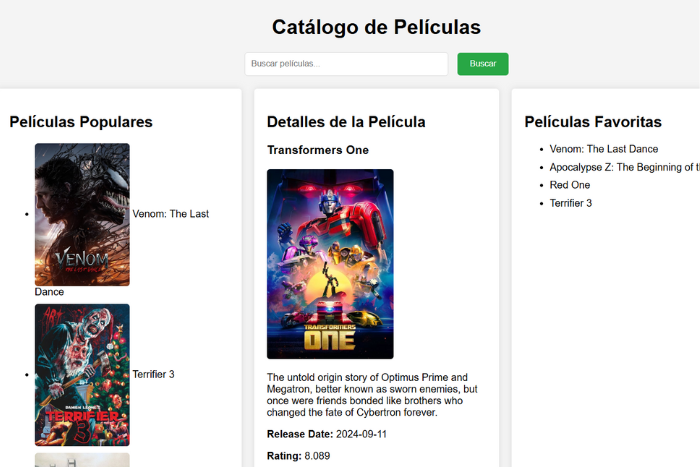 Catálogo de Películas
Buscar películas...
Buscar
Películas Populares
VENOM
Venom: The Last
Dance
TERRIFIER
3
Terrifier 3
Detalles de la Película
Transformers One
TRANSFORMERS
ONE
The untold origin story of Optimus Prime and
Megatron, better known as sworn enemies, but
once were friends bonded like brothers who
changed the fate of Cybertron forever.
Release Date: 2024-09-11
Rating: 8.089
Películas Favoritas
Venom: The Last Dance
Apocalypse Z: The Beginning of
Red One
Terrifier 3